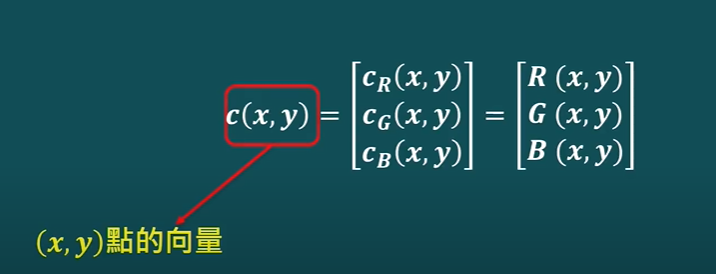 c(x, y) = [c_R(x, y) c_G(x, y) c_B(x, y)] = [R (x, y) G (x, y) B (x, y)]
(x, y)點的向量